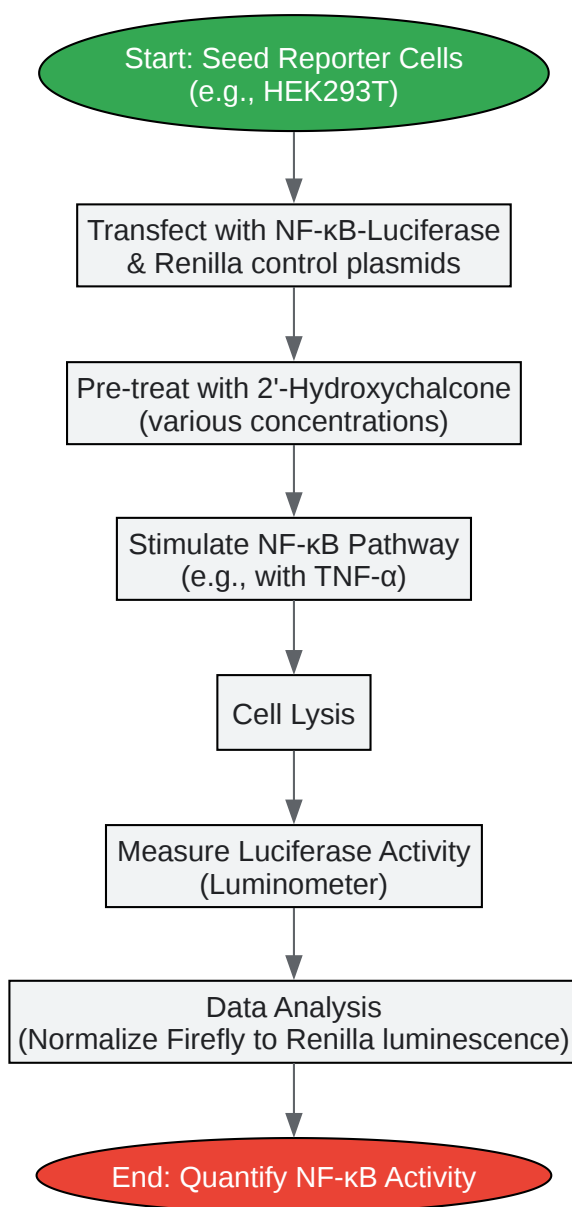 Start: Seed Reporter Cells
(e.g., HEK293T)
Transfect with NF-κB-Luciferase
& Renilla control plasmids
Pre-treat with 2'-Hydroxychalcone
(various concentrations)
Stimulate NF-κB Pathway
(e.g., with TNF-α)
Cell Lysis
Measure Luciferase Activity
(Luminometer)
Data Analysis
(Normalize Firefly to Renilla luminescence)
End: Quantify NF-κB Activity